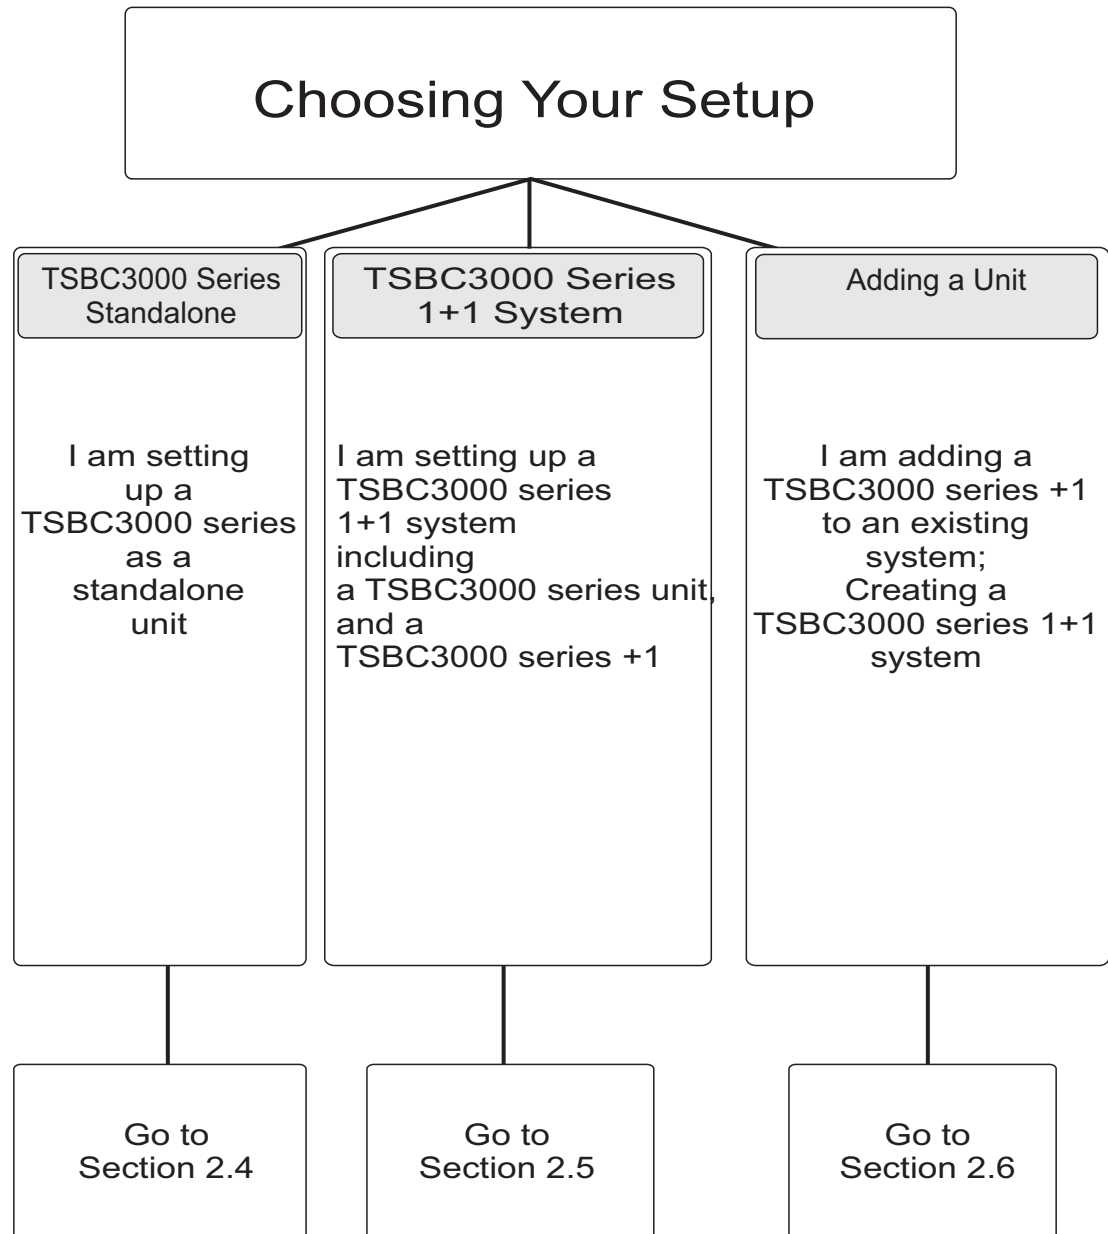 Choosing Your Setup
TSBC3000 Series
Standalone
I am setting
up a
TSBC3000 series
as a
standalone
unit
Go to
Section 2.4
TSBC3000 Series
1+1 System
I am setting up a
TSBC3000 series
1+1 system
including
a TSBC3000 series unit,
and a
TSBC3000 series +1
Go to
Section 2.5
Adding a Unit
I am adding a
TSBC3000 series +1
to an existing
system;
Creating a
TSBC3000 series 1+1
system
Go to
Section 2.6